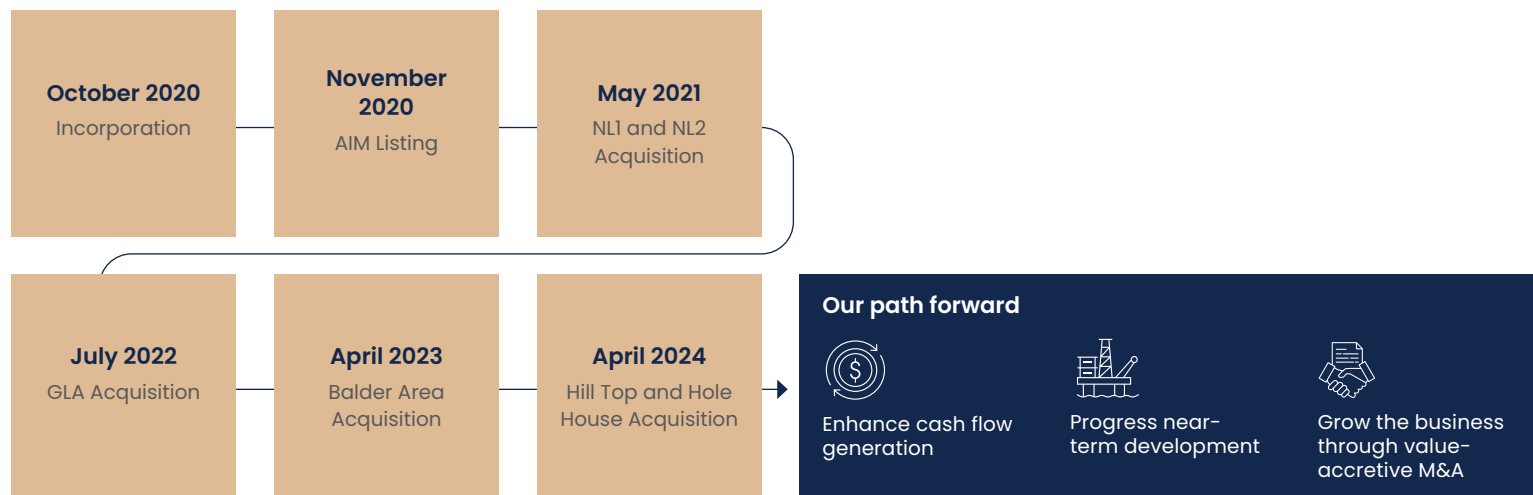 October 2020
Incorporation
November
2020
AIM Listing
May 2021
NL1 and NL2
Acquisition
July 2022
GLA Acquisition
April 2023
Balder Area
Acquisition
April 2024
Hill Top and Hole
House Acquisition
Our path forward
$
Enhance cash flow
generation
Progress near-
term development
Grow the business
through value-
accretive M&A